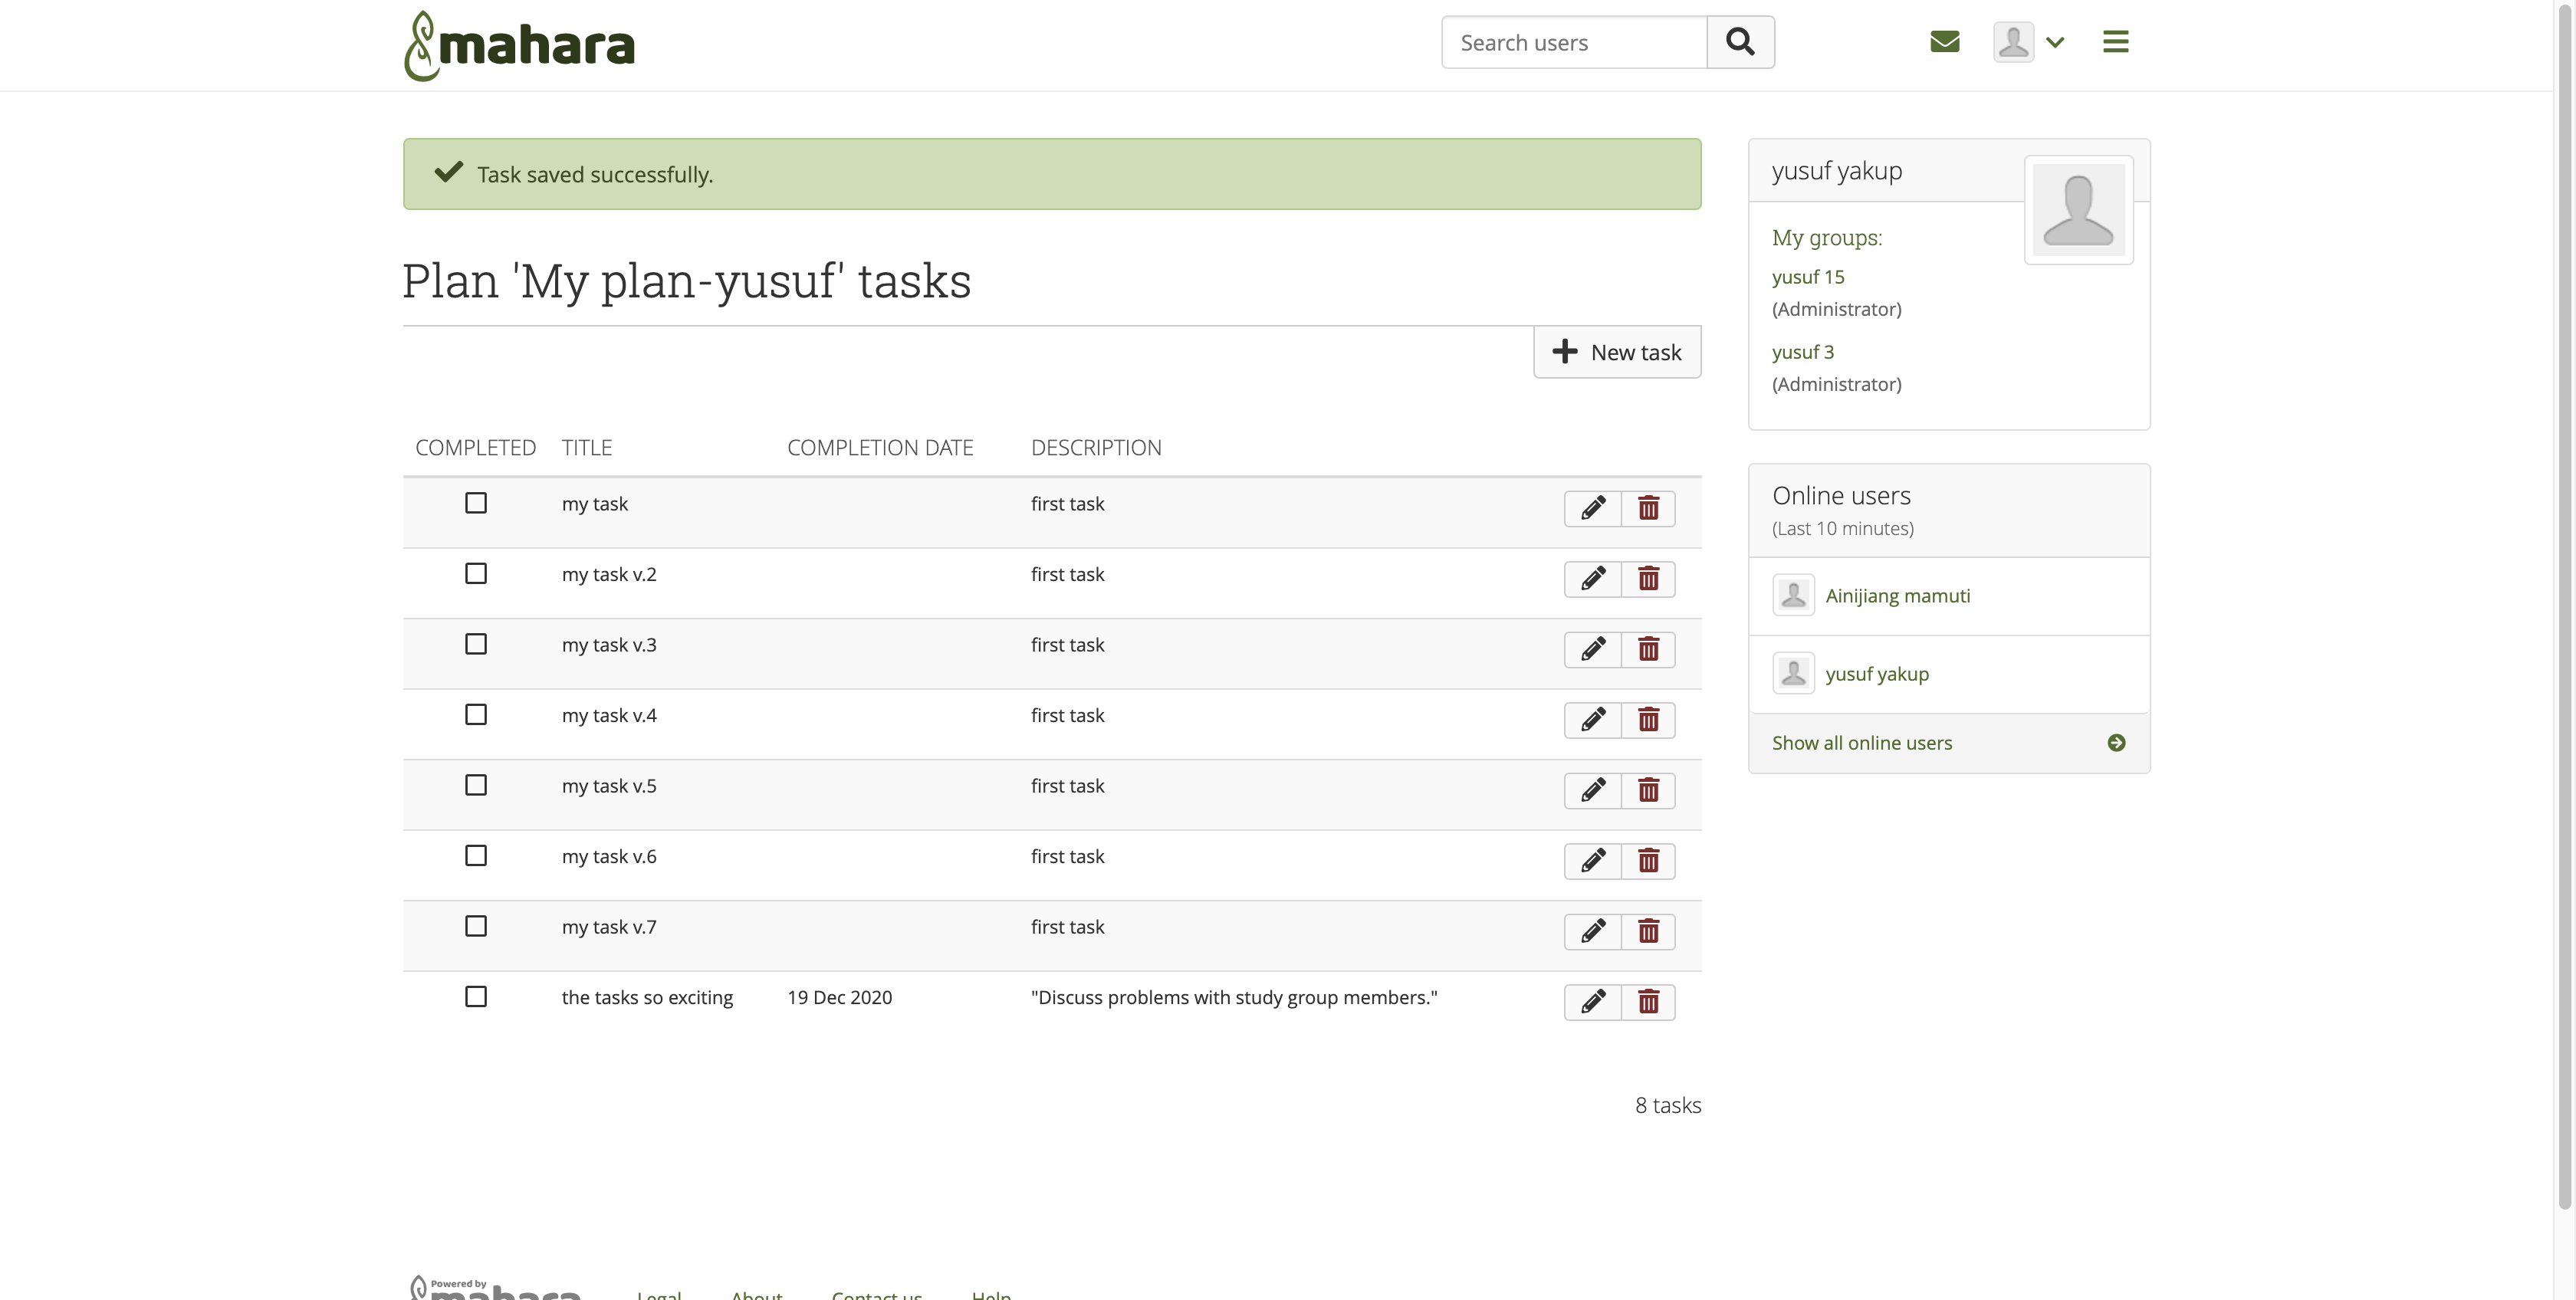 mahara
Search users
Task saved successfully.
Plan 'My plan-yusuf' tasks
New task
COMPLETED TITLE COMPLETION DATE DESCRIPTION
my task first task
my task v.2 first task
my task v.3 first task
my task v.4 first task
my task v.5 first task
my task v.6 first task
my task v.7 first task
the tasks so exciting 19 Dec 2020 "Discuss problems with study group members."
8 tasks
yusuf yakup
My groups:
yusuf 15
(Administrator)
yusuf 3
(Administrator)
Online users
(Last 10 minutes)
Ainijiang mamuti
yusuf yakup
Show all online users
Powered by
mahara
Legal About Contact us Help